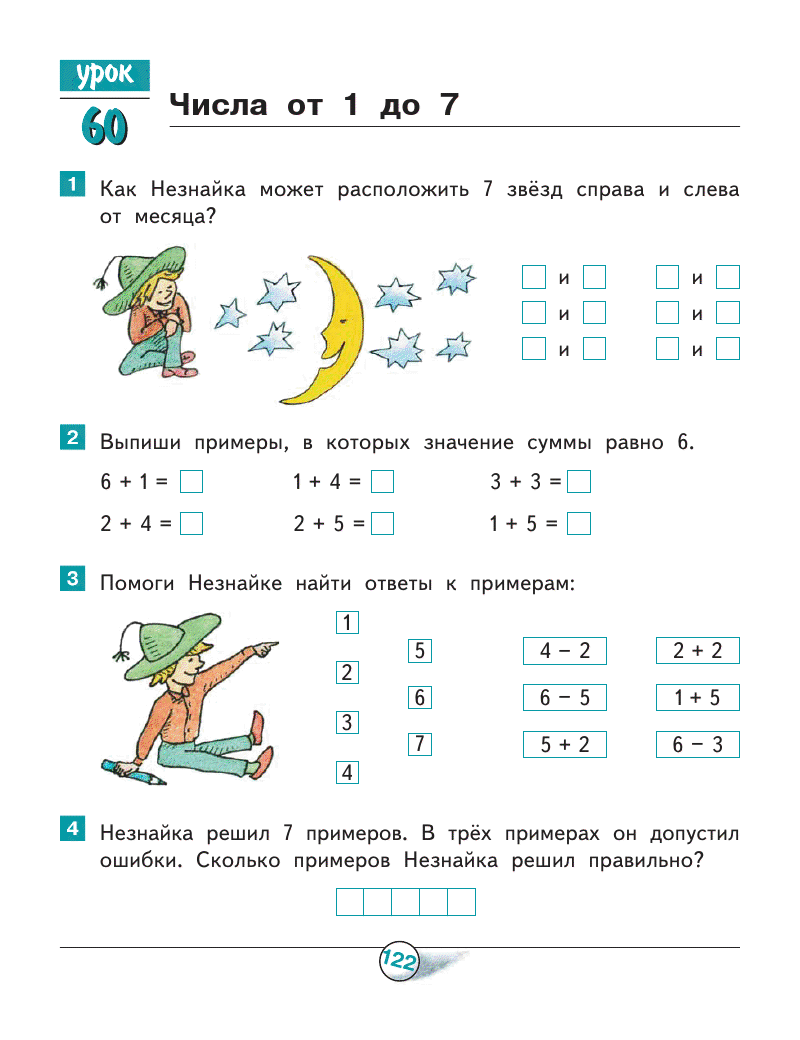 урок
60
Числа от 1 до 7
1 Как Незнайка может расположить 7 звёзд справа и слева
от месяца?
и и
и и
и и
2 Выпиши примеры, в которых значение суммы равно 6.
6 + 1 = 1 + 4 = 3 + 3 =
2 + 4 = 2 + 5 = 1 + 5 =
3 Помоги Незнайке найти ответы к примерам:
1
5 4 − 2 2 + 2
2
6 6 − 5 1 + 5
3
7 5 + 2 6 − 3
4
4 Незнайка решил 7 примеров. В трёх примерах он допустил
ошибки. Сколько примеров Незнайка решил правильно?
122